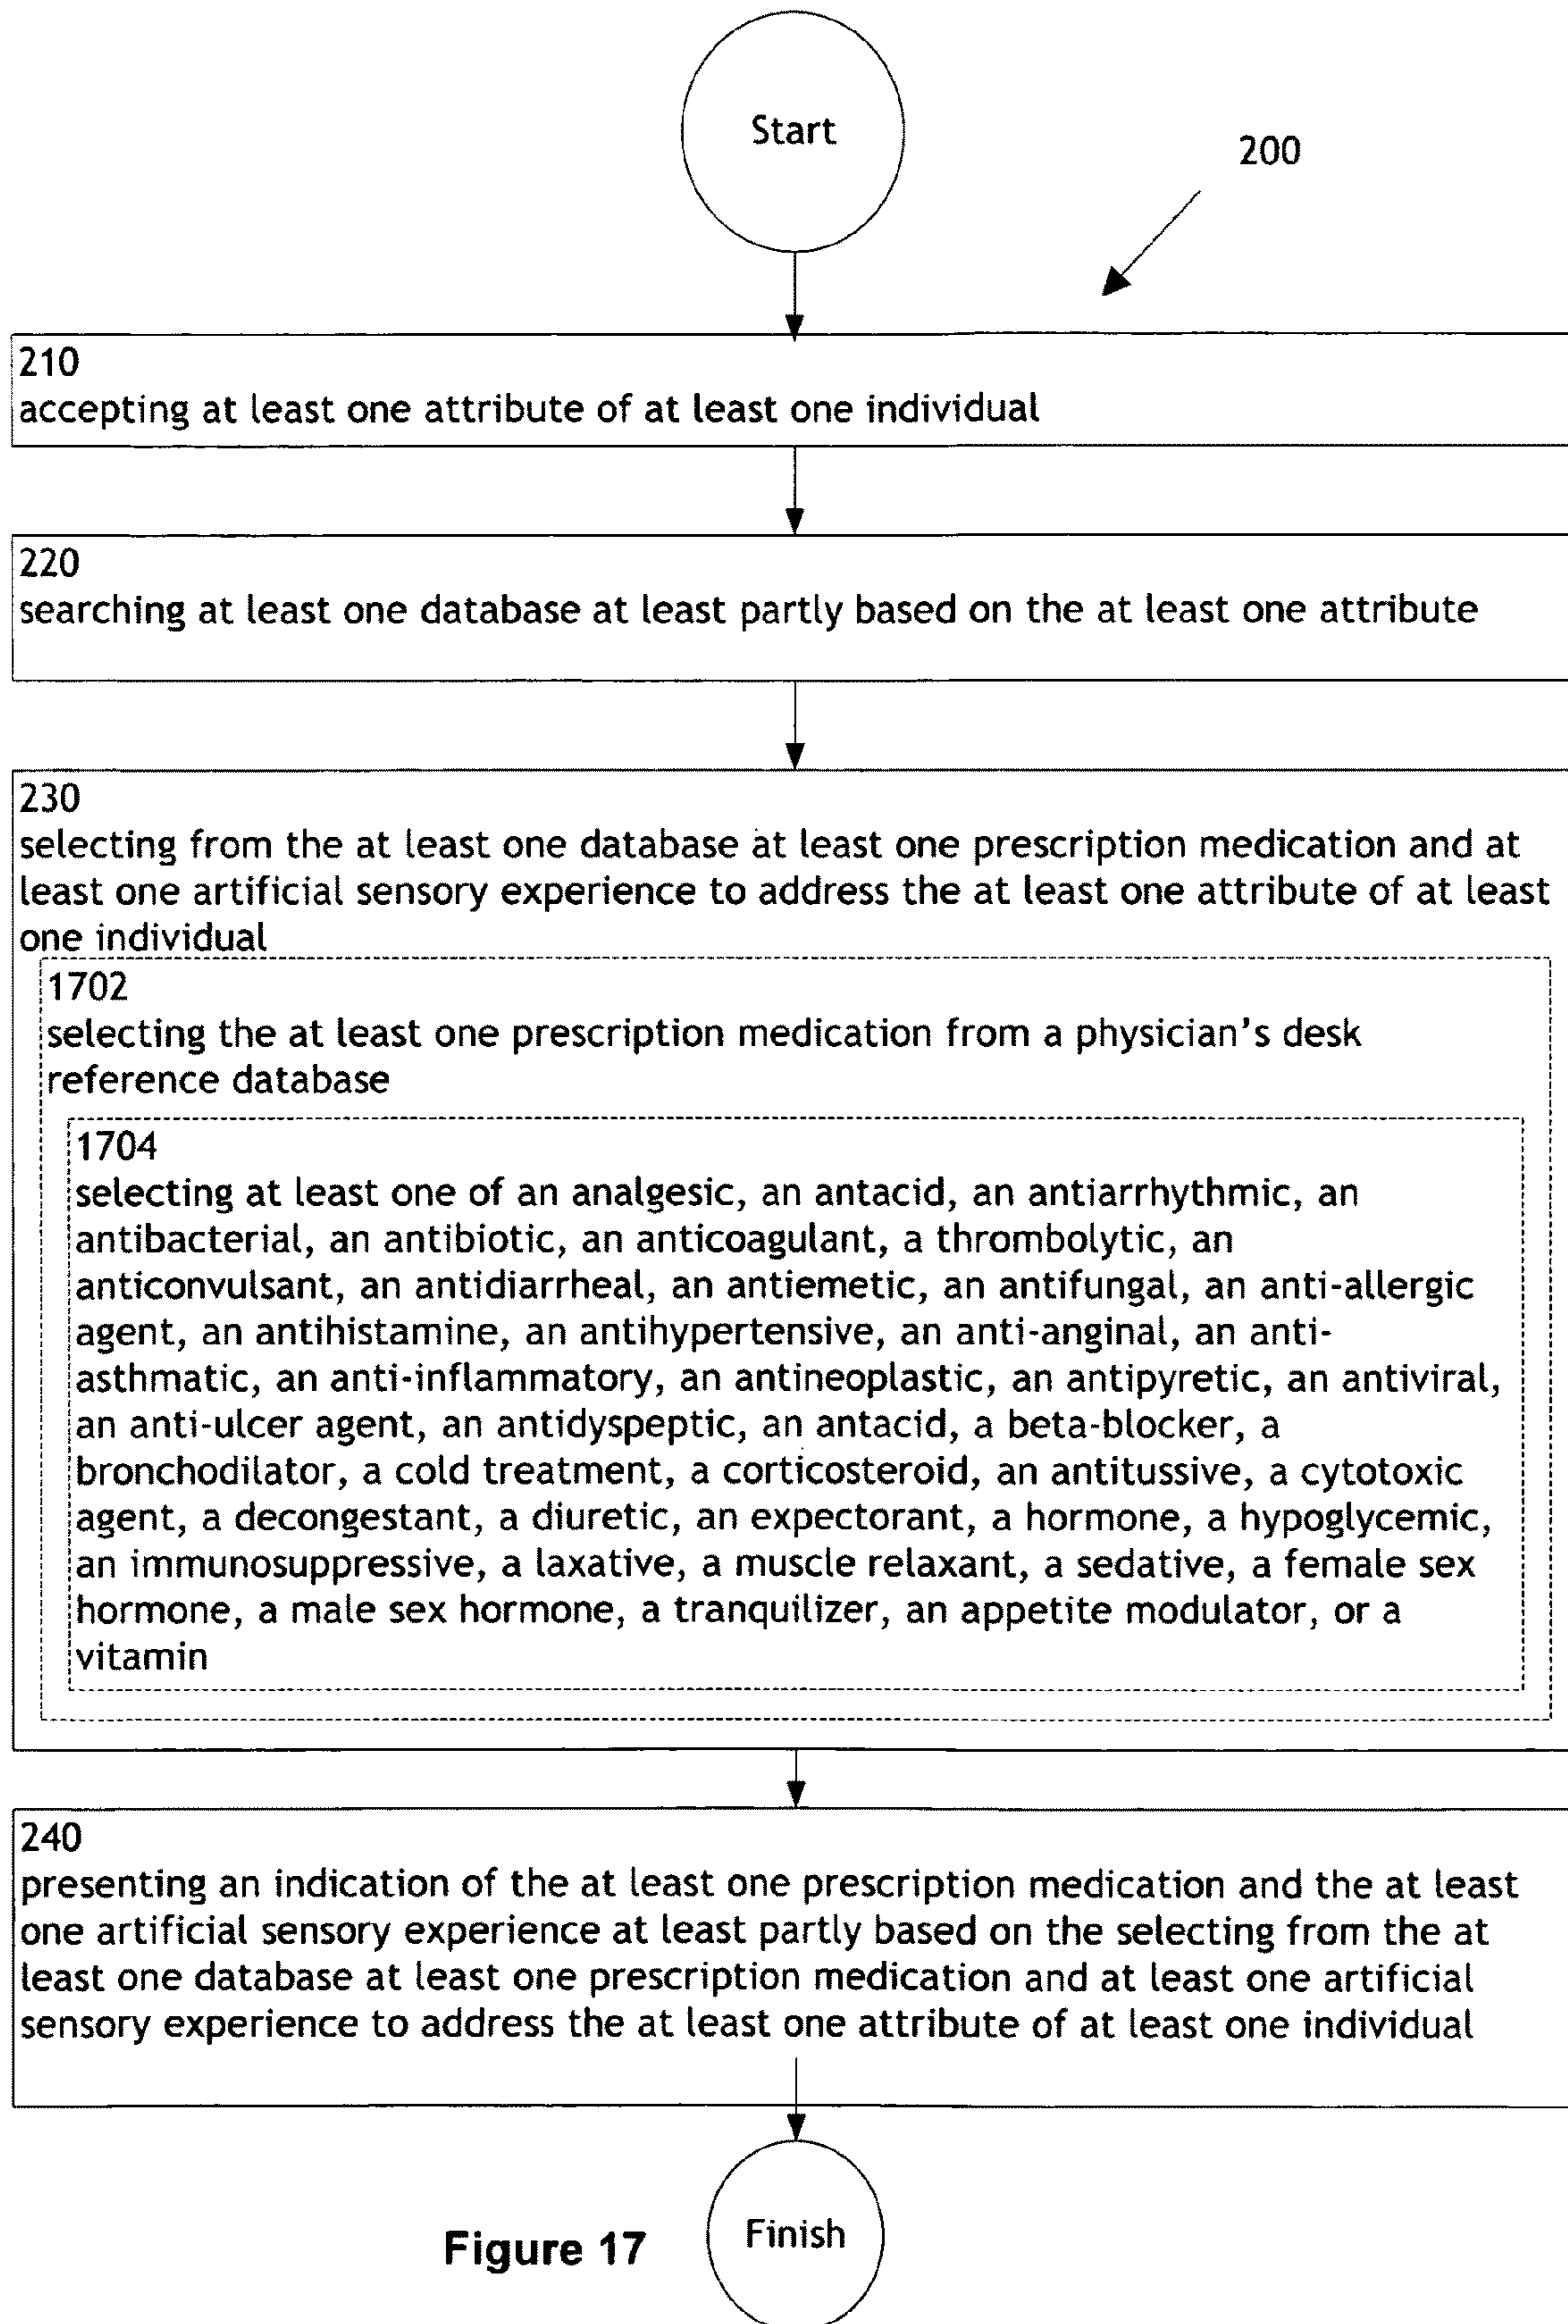 Start
200
210
accepting at least one attribute of at least one individual
220
searching at least one database at least partly based on the at least one attribute
230
selecting from the at least one database at least one prescription medication and at
least one artificial sensory experience to address the at least one attribute of at least
one individual
1702
selecting the at least one prescription medication from a physician's desk
reference database
1704
selecting at least one of an analgesic, an antacid, an antiarrhythmic, an
antibacterial, an antibiotic, an anticoagulant, a thrombolytic, an
anticonvulsant, an antidiarrheal, an antiemetic, an antifungal, an anti-allergic
agent, an antihistamine, an antihypertensive, an anti-anginal, an anti-
asthmatic, an anti-inflammatory, an antineoplastic, an antipyretic, an antiviral,
an anti-ulcer agent, an antidyspeptic, an antacid, a beta-blocker, a
bronchodilator, a cold treatment, a corticosteroid, an antitussive, a cytotoxic
agent, a decongestant, a diuretic, an expectorant, a hormone, a hypoglycemic,
an immunosuppressive, a laxative, a muscle relaxant, a sedative, a female sex
hormone, a male sex hormone, a tranquilizer, an appetite modulator, or a
vitamin
240
presenting an indication of the at least one prescription medication and the at least
one artificial sensory experience at least partly based on the selecting from the at
least one database at least one prescription medication and at least one artificial
sensory experience to address the at least one attribute of at least one individual
Finish
Figure 17